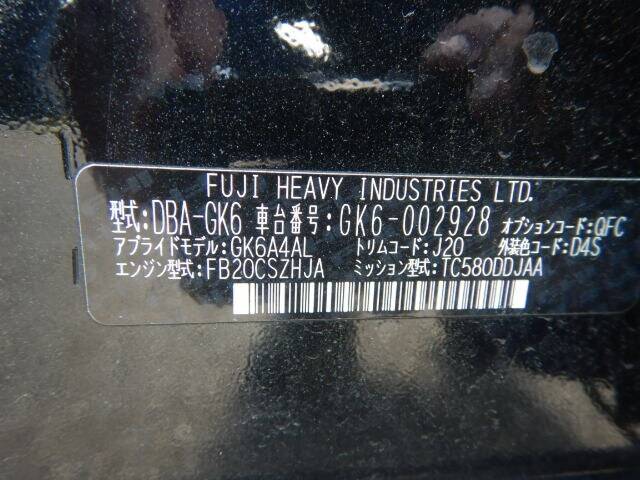 FUJI HEAVY INDUSTRIES LTD.
型式:DBA-GK6 車台番号:GK6-002928 オプションコード:QFC
アプライドモデル:GK6A4AL トリムコード:J20 外装色コード:D4S
エンジン型式:FB20CSZHJA ミッション型式:TC580DDJAA